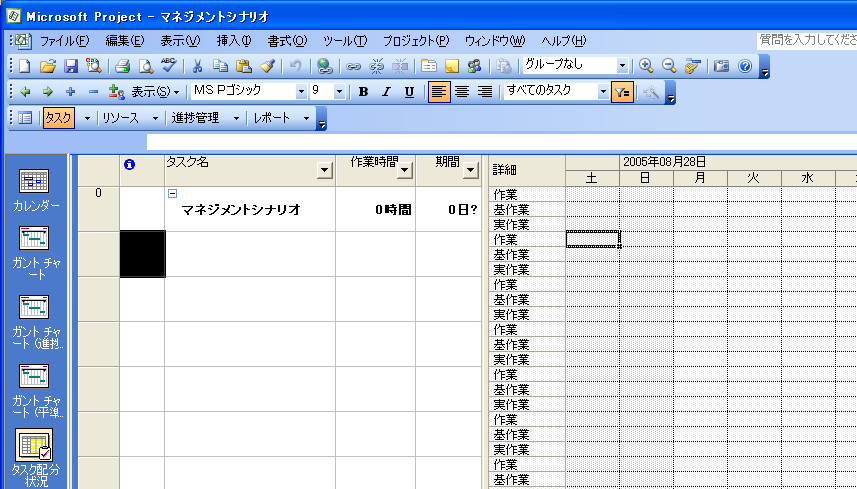 Microsoft Project - マネジメントシナリオ
ファイル(F) 編集(E) 表示(V) 挿入(I) 書式(O) ツール(T) プロジェクト(P) ウィンドウ(W) ヘルプ(H) 質問を入力してくださ
グループなし
表示(S) MS Pゴシック 9 B I U すべてのタスク
タスク リソース 進捗管理 レポート
タスク名 作業時間 期間 詳細 2005年08月28日
土 日 月 火 水
0 マネジメントシナリオ 0時間 0日?
作業
基作業
実作業
作業
基作業
実作業
作業
基作業
実作業
作業
基作業
実作業
作業
基作業
実作業
作業
基作業
実作業
作業
基作業
カレンダー
ガント チャ
ート
ガント チャ
ート (進捗..
ガント チャ
ート (平準..
タスク配分
状況